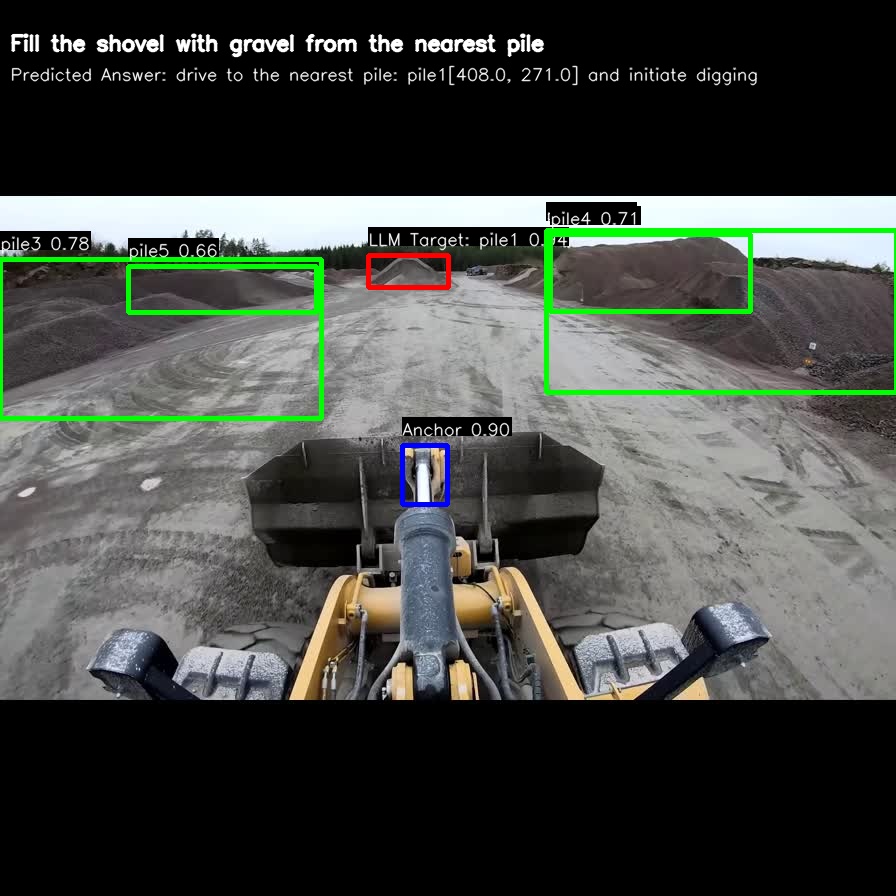 Fill the shovel with gravel from the nearest pile
Predicted Answer: drive to the nearest pile: pile1[408.0, 271.0] and initiate digging
pile4 0.71
pile3 0.78
pile5 0.66
LLM Target: pile1
Anchor 0.90